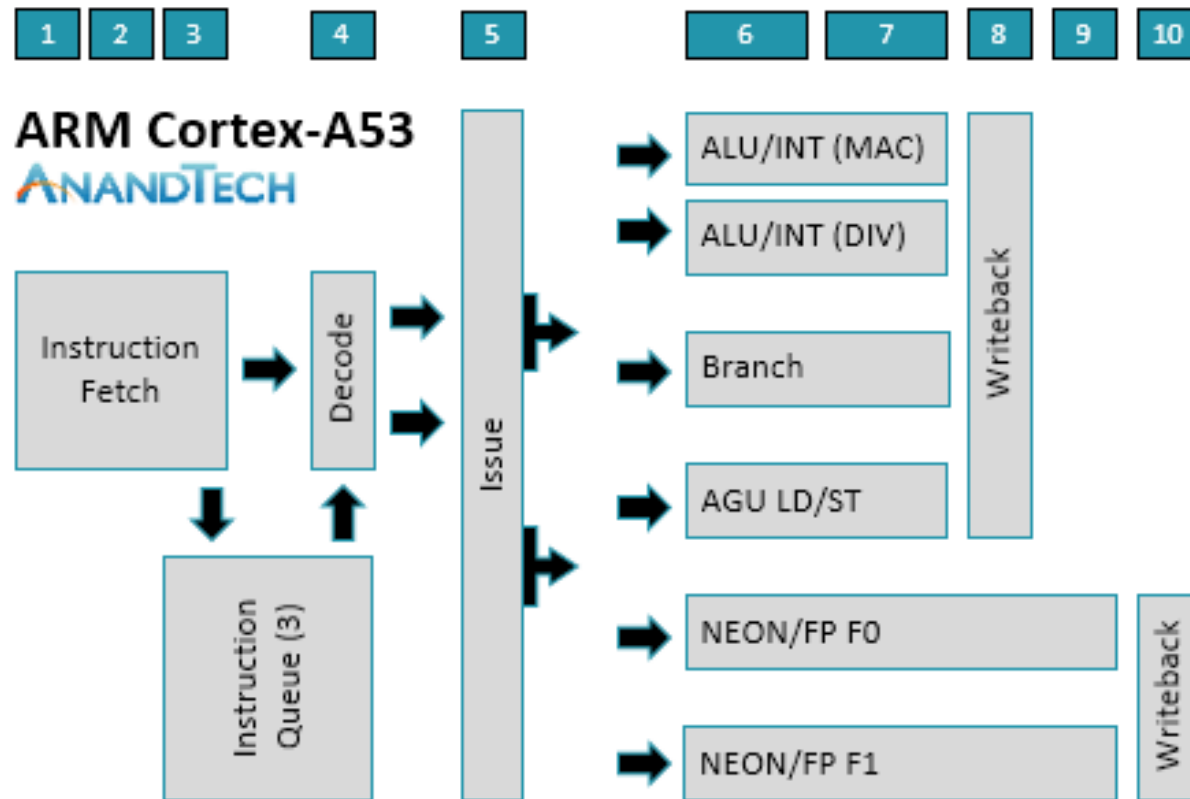 1 2 3 4 5 6 7 8 9 10
ARM Cortex-A53
ANANDTECH
Instruction
Fetch
Decode
Instruction
Queue (3)
Issue
ALU/INT (MAC)
ALU/INT (DIV)
Branch
AGU LD/ST
Writeback
NEON/FP F0
NEON/FP F1
Writeback